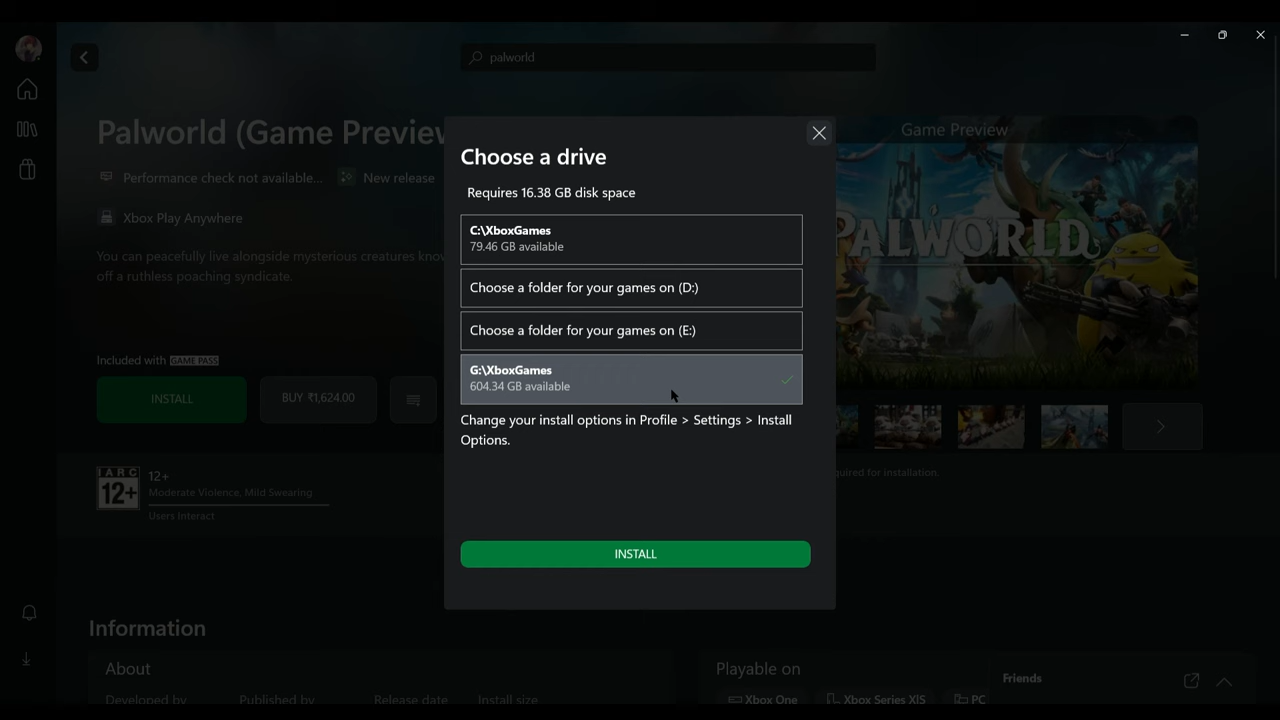 palworld
Palworld (Game Preview
Performance check not available...
New release
Xbox Play Anywhere
You can peacefully live alongside mysterious creatures know
off a ruthless poaching syndicate.
Included with GAME PASS
INSTALL
BUY ₹1,624.00
IARC
12+
12+
Moderate Violence, Mild Swearing
Users Interact
Choose a drive
Requires 16.38 GB disk space
C:\XboxGames
79.46 GB available
Choose a folder for your games on (D:)
Choose a folder for your games on (E:)
G:\XboxGames
604.34 GB available
Change your install options in Profile > Settings > Install
Options.
INSTALL
Game Preview
PALWORLD
quired for installation.
Information
About
Developed by
Published by
Release date
Install size
Playable on
Xbox One
Xbox Series X|S
PC
Friends